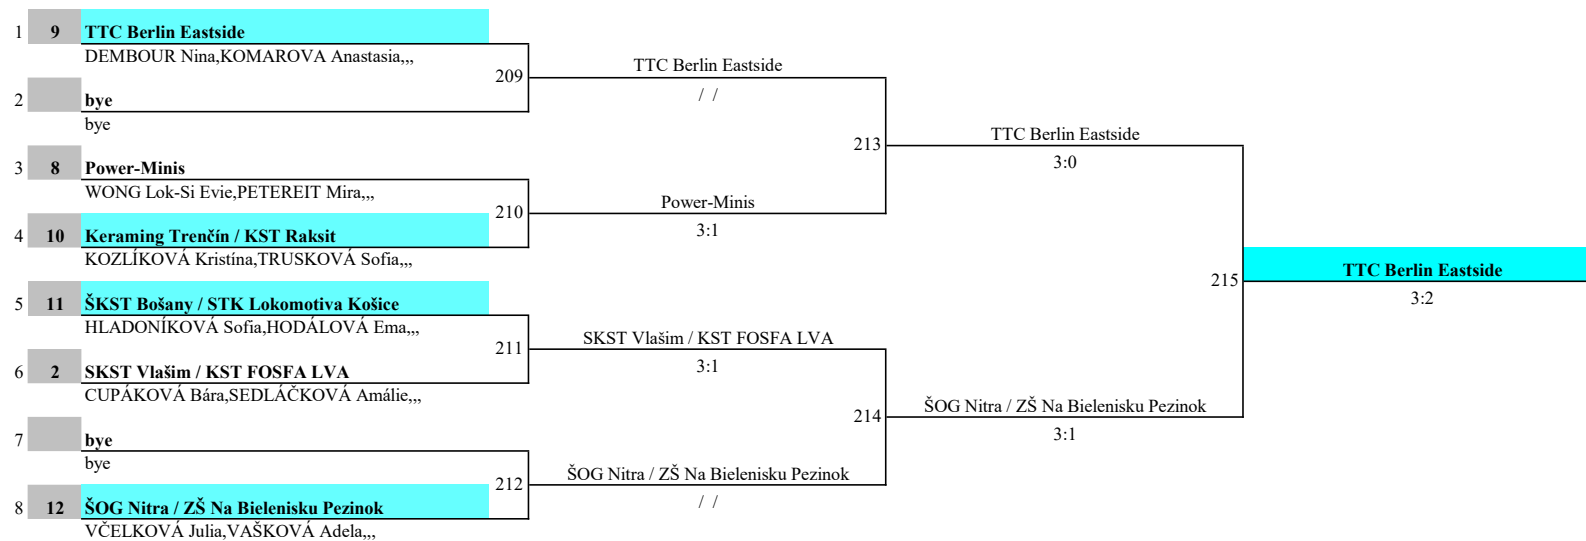 1 9 TTC Berlin Eastside
DEMBOUR Nina,KOMAROVA Anastasia,,,
209
TTC Berlin Eastside
/ /
2 bye
bye
213
TTC Berlin Eastside
3:0
3 8 Power-Minis
WONG Lok-Si Evie,PETEREIT Mira,,,
210
Power-Minis
3:1
4 10 Keraming Trenčín / KST Raksit
KOZLÍKOVÁ Kristína,TRUSKOVÁ Sofia,,,
215
TTC Berlin Eastside
3:2
5 11 ŠKST Bošany / STK Lokomotiva Košice
HLADONÍKOVÁ Sofia,HODÁLOVÁ Ema,,,
211
SKST Vlašim / KST FOSFA LVA
3:1
6 2 SKST Vlašim / KST FOSFA LVA
CUPÁKOVÁ Bára,SEDLÁČKOVÁ Amálie,,,
214
ŠOG Nitra / ZŠ Na Bielenisku Pezinok
3:1
7 bye
bye
212
ŠOG Nitra / ZŠ Na Bielenisku Pezinok
/ /
8 12 ŠOG Nitra / ZŠ Na Bielenisku Pezinok
VČELKOVÁ Julia,VAŠKOVÁ Adela,,,